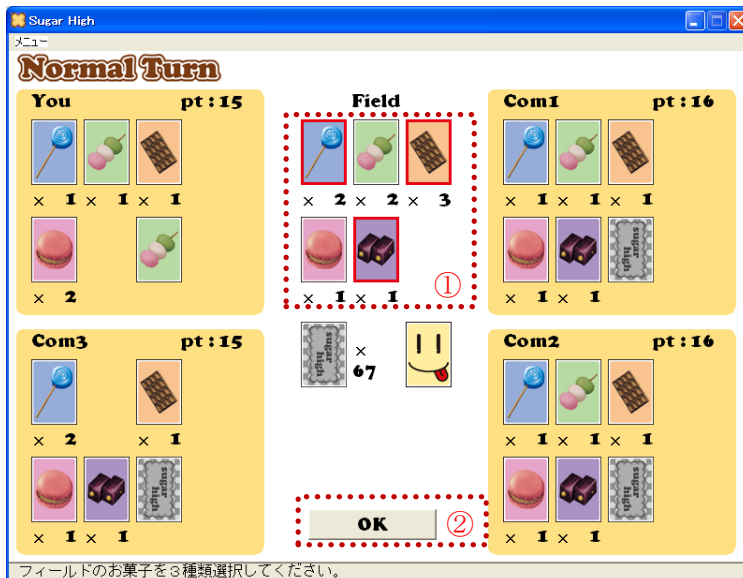 Sugar High
メニュー
Normal Turn
You pt:15
× 1 × 1 × 1
× 2
Field
× 2 × 2 × 3
× 1 × 1
①
Com1 pt:16
× 1 × 1 × 1
sugar high
× 1 × 1
sugar high
× 67
Com3 pt:15
× 2 × 1
sugar high
× 1 × 1
Com2 pt:16
× 1 × 1 × 1
sugar high
× 1 × 1
OK
②
フィールドのお菓子を3種類選択してください。